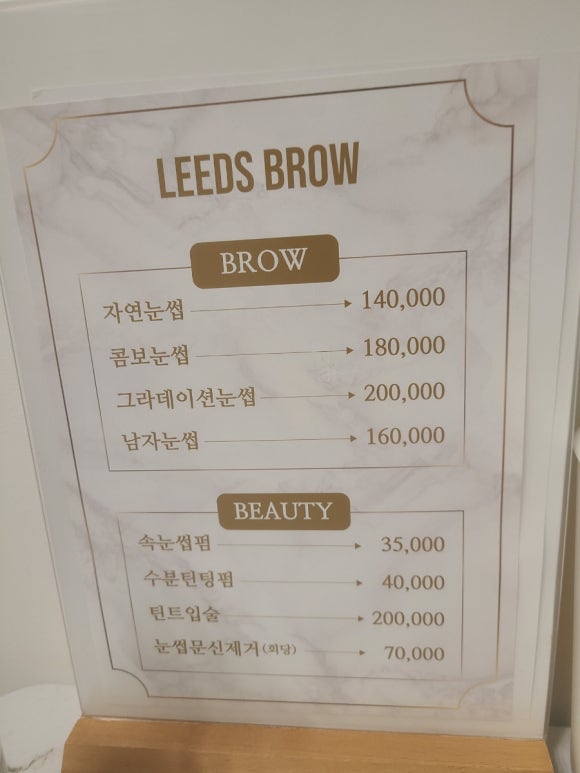 LEEDS BROW
BROW
자연눈썹 140,000
콤보눈썹 180,000
그라데이션눈썹 200,000
남자눈썹 160,000
BEAUTY
속눈썹펌 35,000
수분틴팅펌 40,000
틴트입술 200,000
눈썹문신제거(회당) 70,000